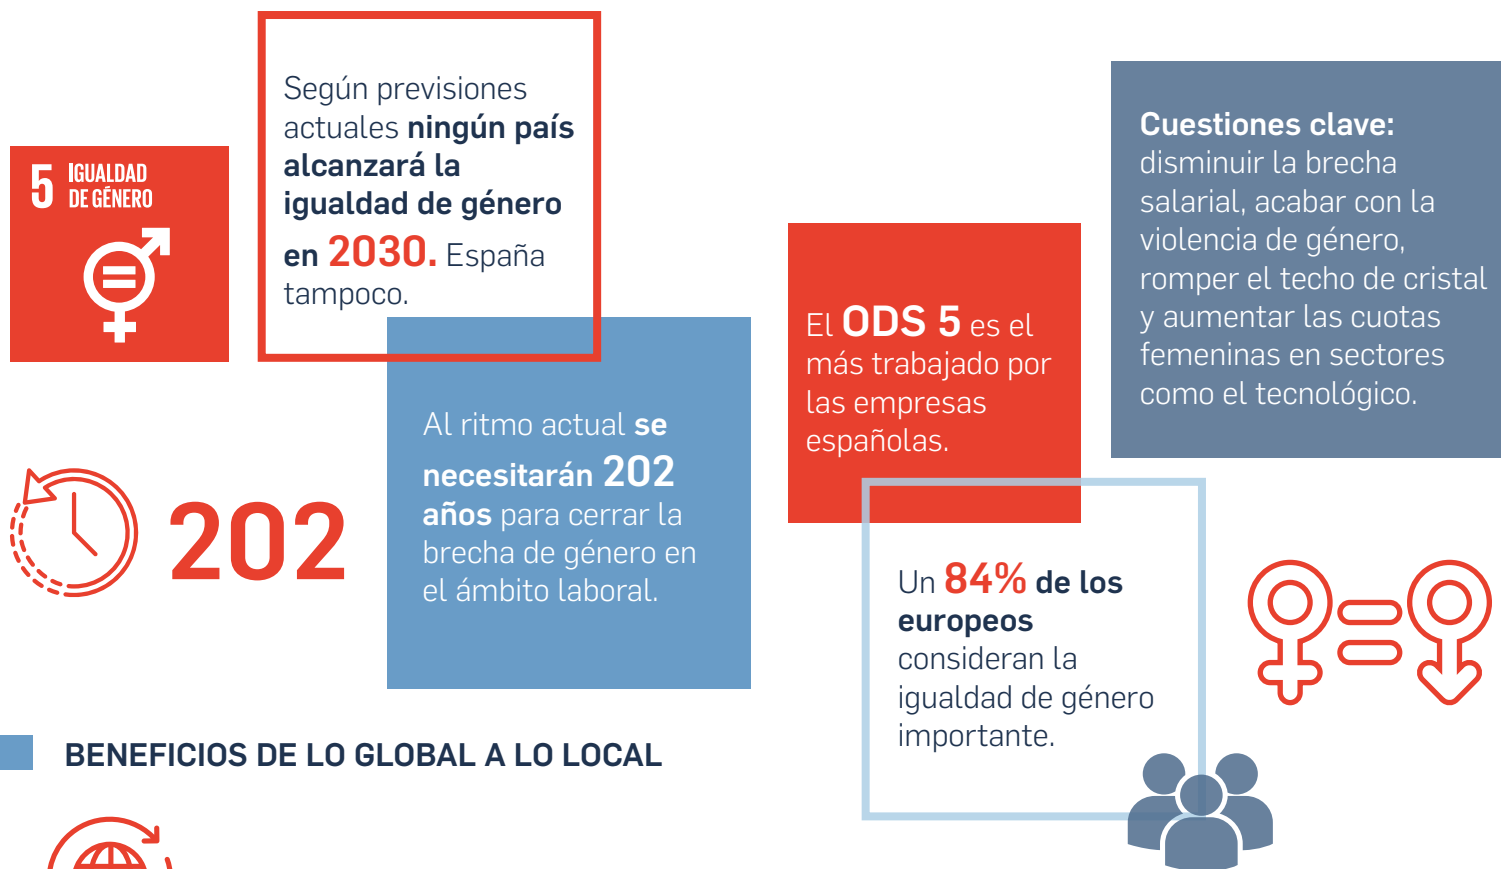 5 IGUALDAD
DE GÉNERO
Según previsiones
actuales ningún país
alcanzará la
igualdad de género
en 2030. España
tampoco.
202
Al ritmo actual se
necesitarán 202
años para cerrar la
brecha de género en
el ámbito laboral.
El ODS 5 es el
más trabajado por
las empresas
españolas.
Cuestiones clave:
disminuir la brecha
salarial, acabar con la
violencia de género,
romper el techo de cristal
y aumentar las cuotas
femeninas en sectores
como el tecnológico.
Un 84% de los
europeos
consideran la
igualdad de género
importante.
BENEFICIOS DE LO GLOBAL A LO LOCAL